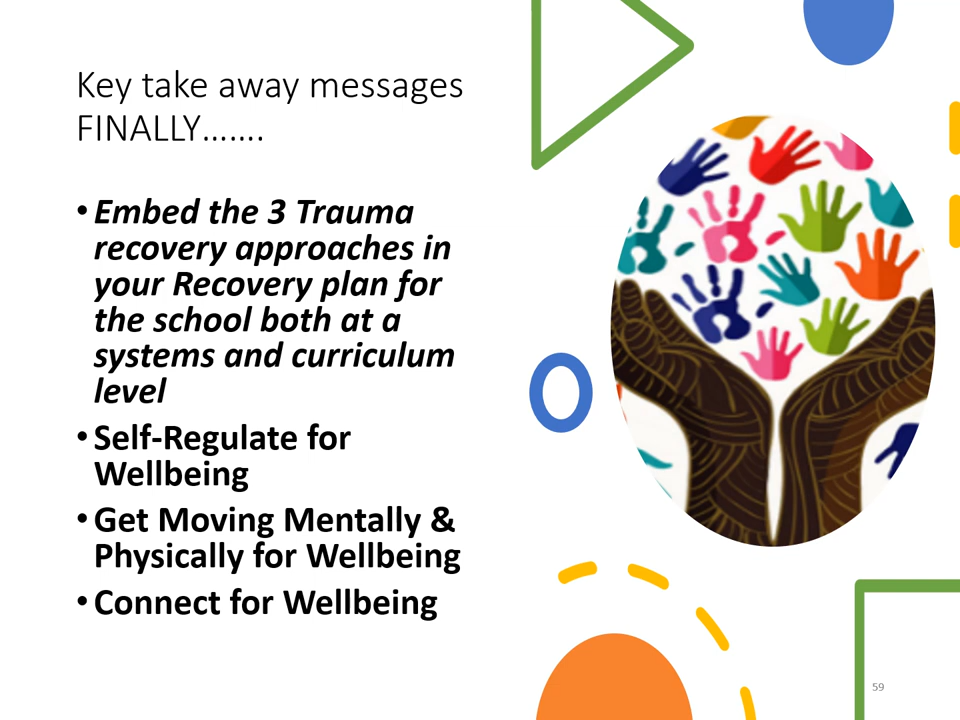 Key take away messages
FINALLY.......
• Embed the 3 Trauma
recovery approaches in
your Recovery plan for
the school both at a
systems and curriculum
level
• Self-Regulate for
Wellbeing
• Get Moving Mentally &
Physically for Wellbeing
• Connect for Wellbeing
59